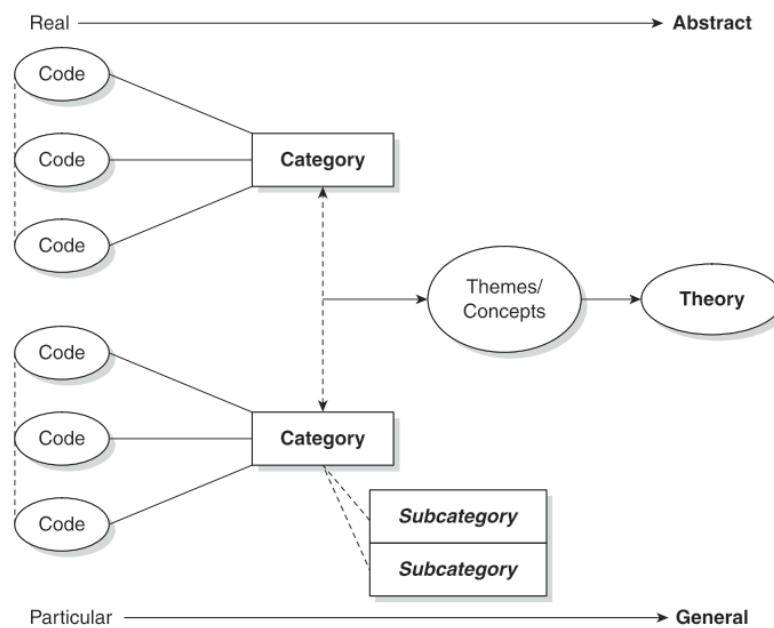 Real
Abstract
Code
Code
Category
Code
Themes/
Concepts
Theory
Code
Code
Category
Code
Subcategory
Subcategory
Particular
General